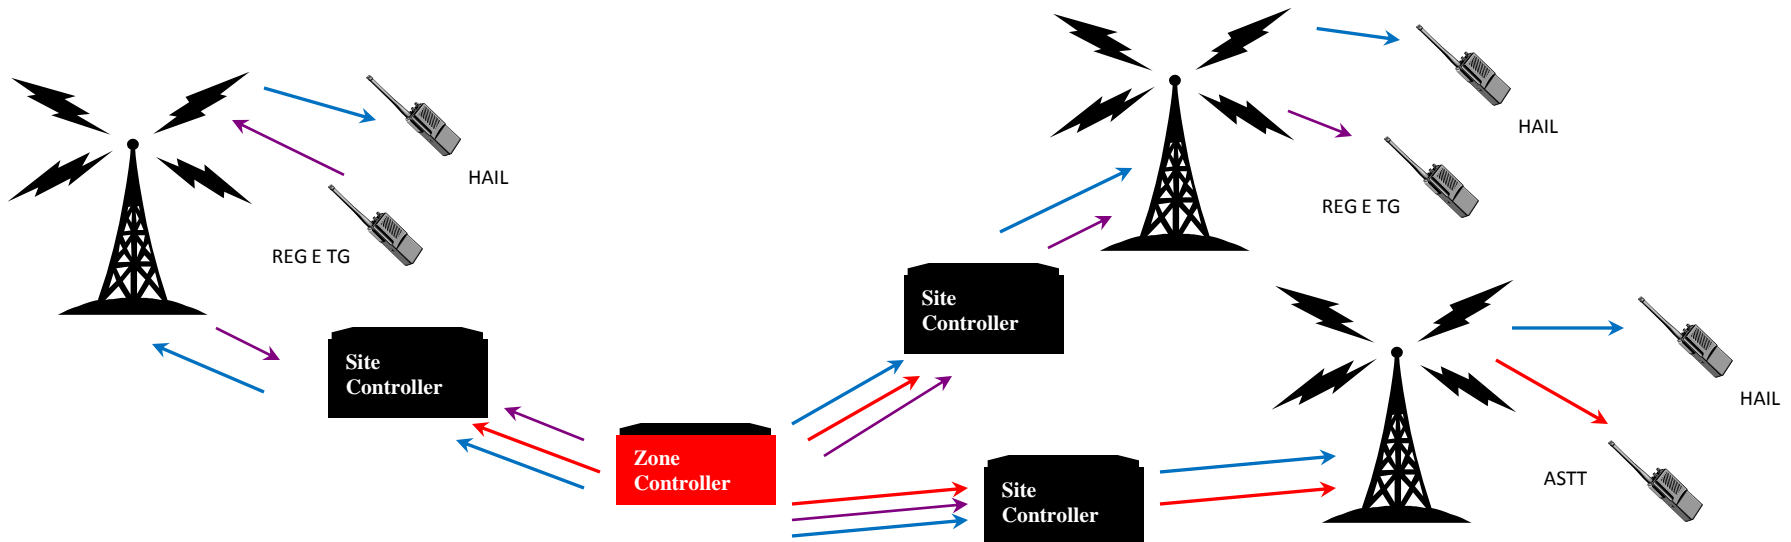 HAIL
REG E TG
Site
Controller
Zone
Controller
Site
Controller
HAIL
REG E TG
Site
Controller
HAIL
ASTT